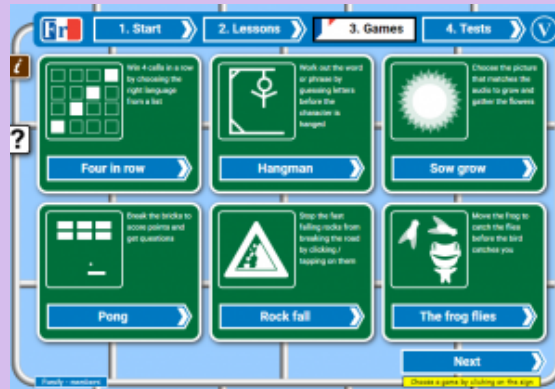 Fr
1. Start
2. Lessons
3. Games
4. Tests
V
i
?
Win 4 cells in a row
by choosing the
right language
from a list
Four in row
Work out the word
or phrase by
guessing letters
before the
character is
hanged
Hangman
Choose the picture
that matches the
audio to grow and
gather the flowers
Sow grow
Break the bricks to
score points and
get questions
Pong
Stop the fast
falling rocks from
breaking the road
by clicking /
tapping on them
Rock fall
Move the frog to
catch the flies
before the bird
catches you
The frog flies
Next
Family - members
Choose a game by clicking on the sign